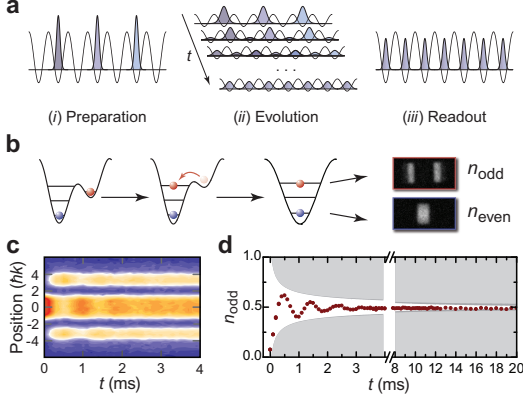 a
t
. . .
(i) Preparation
(ii) Evolution
(iii) Readout
b
n_odd
n_even
c
Position (ħk)
4
2
0
-2
-4
0 1 2 3 4
t (ms)
d
n_odd
1.0
0.5
0.0
0 1 2 3 8 10 12 14 16 18 20
t (ms)